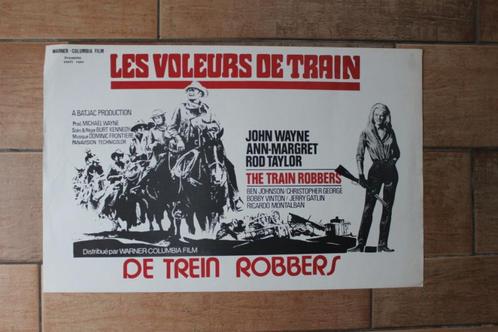 WARNER - COLUMBIA FILM
LES VOLEURS DE TRAIN
A BATJAC PRODUCTION
Prod. MICHAEL WAYNE
Scén & Régie BURT KENNEDY
Musique DOMINIC FRONTIERE
PANAVISION TECHNICOLOR
JOHN WAYNE
ANN-MARGRET
ROD TAYLOR
THE TRAIN ROBBERS
BEN JOHNSON/CHRISTOPHER GEORGE
BOBBY VINTON / JERRY GATLIN
RICARDO MONTALBAN
Distribué par WARNER-COLUMBIA FILM
DE TREIN ROBBERS